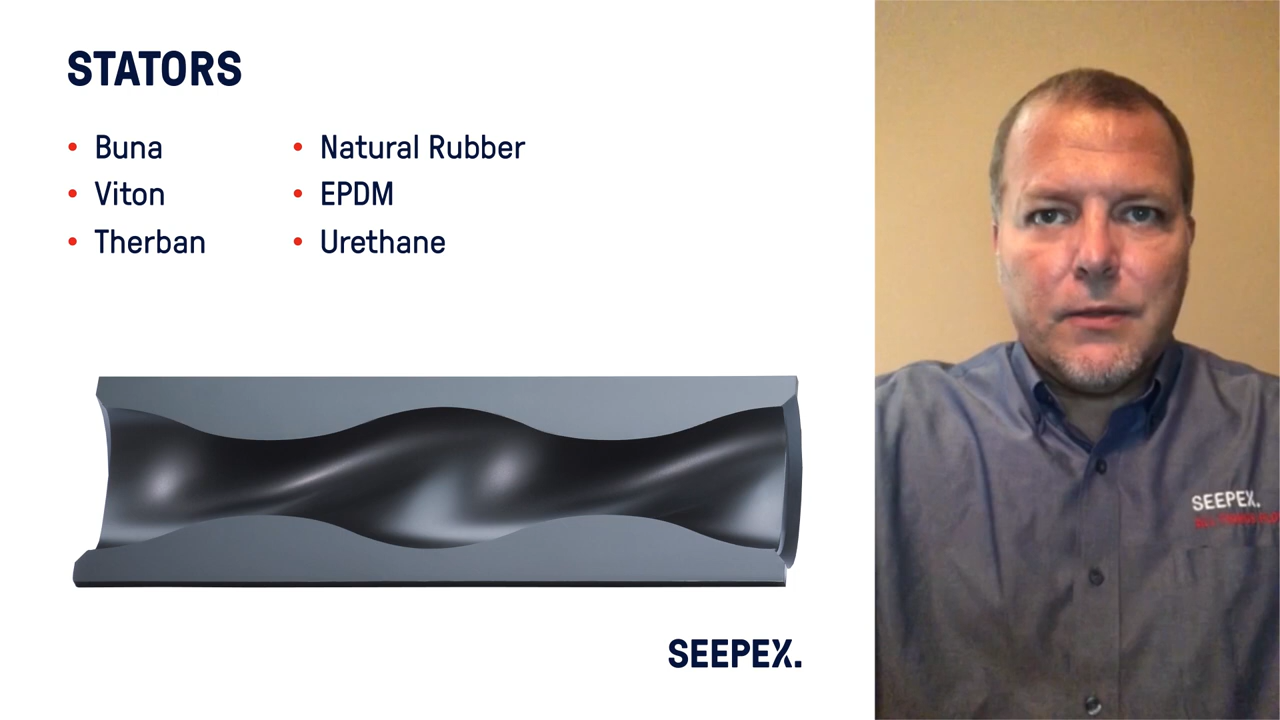 STATORS
• Buna
• Viton
• Therban
• Natural Rubber
• EPDM
• Urethane
SEEPEX.
SEEPEX.